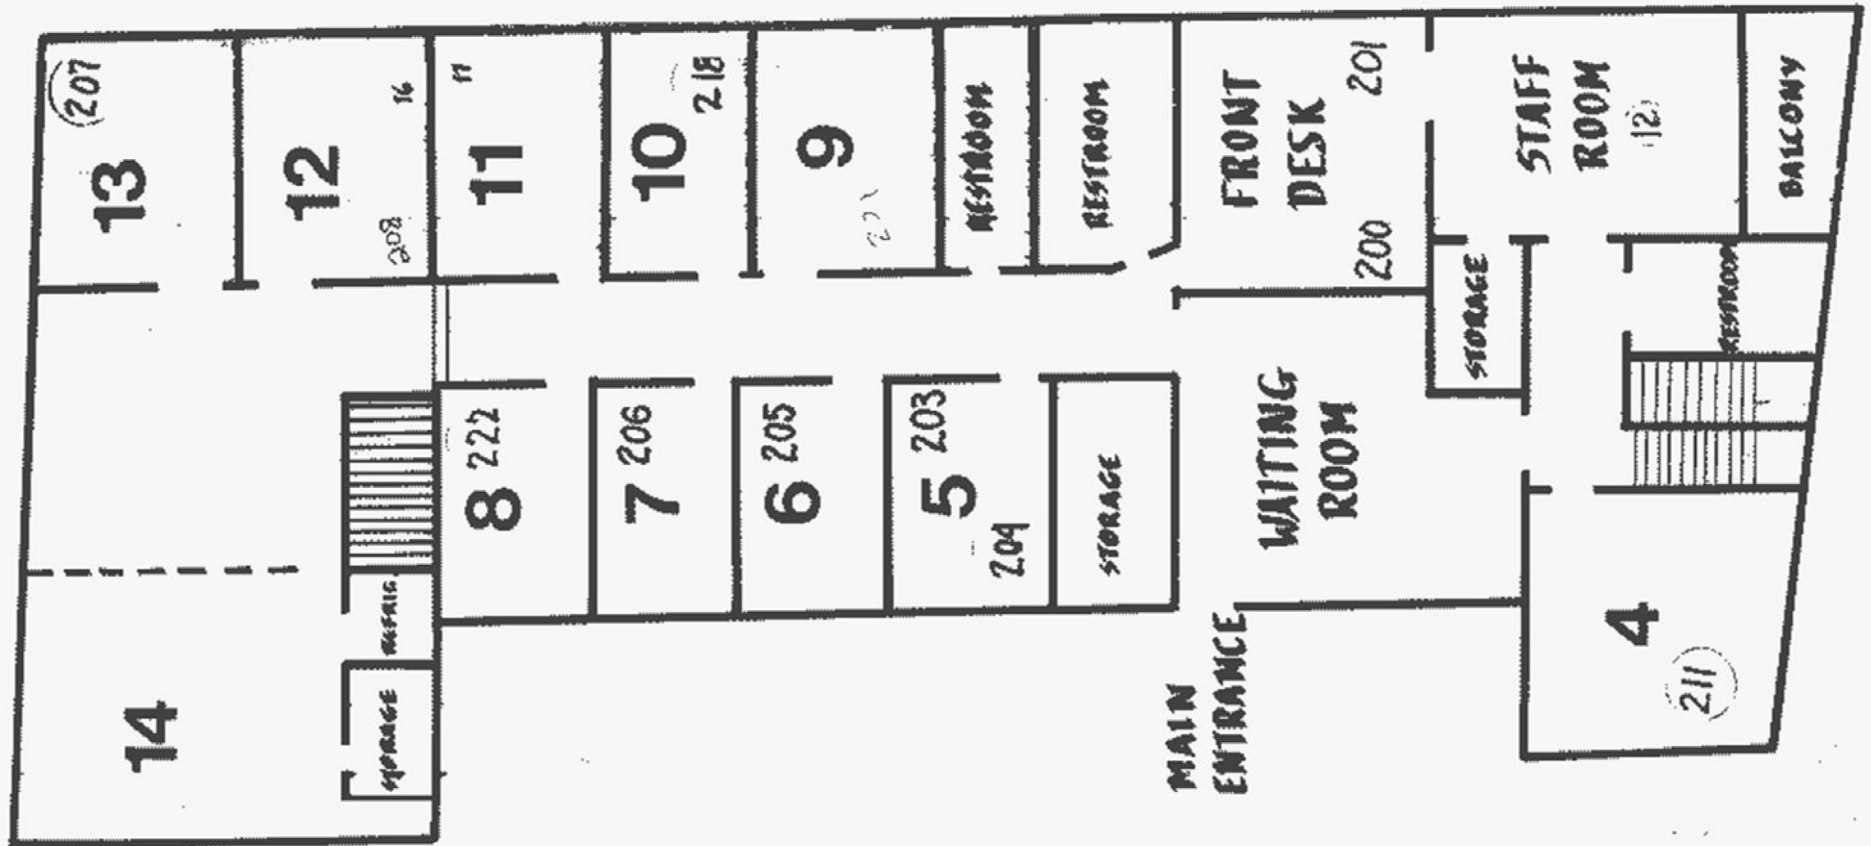 207
13
12
16
208
17
11
218
10
9
RESTROOM
RESTROOM
FRONT
DESK
201
200
STAFF
ROOM
121
BALCONY
STORAGE
RESTROOM
8 222
7 206
6 205
5 203
204
STORAGE
WAITING
ROOM
REFRIG.
STORAGE
14
MAIN
ENTRANCE
4
211